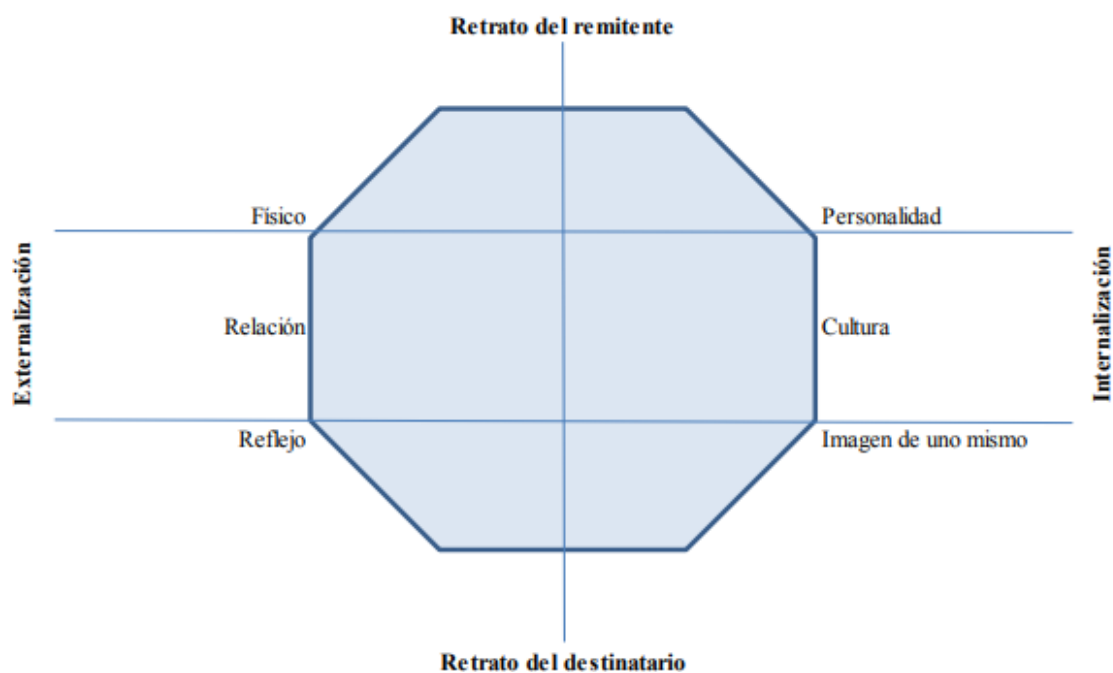 Retrato del remitente
Físico
Personalidad
Externalización
Internalización
Relación
Cultura
Reflejo
Imagen de uno mismo
Retrato del destinatario